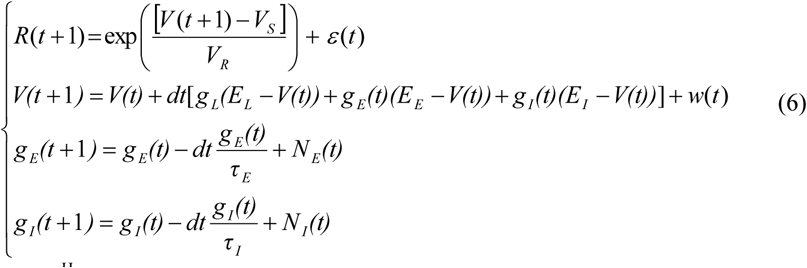 R(t+1)=exp([V(t+1)−V_S]/V_R)+ε(t)
V(t+1)=V(t)+dt[g_L(E_L−V(t))+g_E(t)(E_E−V(t))+g_I(t)(E_I−V(t))]+w(t) (6)
g_E(t+1)=g_E(t)−dt g_E(t)/τ_E+N_E(t)
g_I(t+1)=g_I(t)−dt g_I(t)/τ_I+N_I(t)